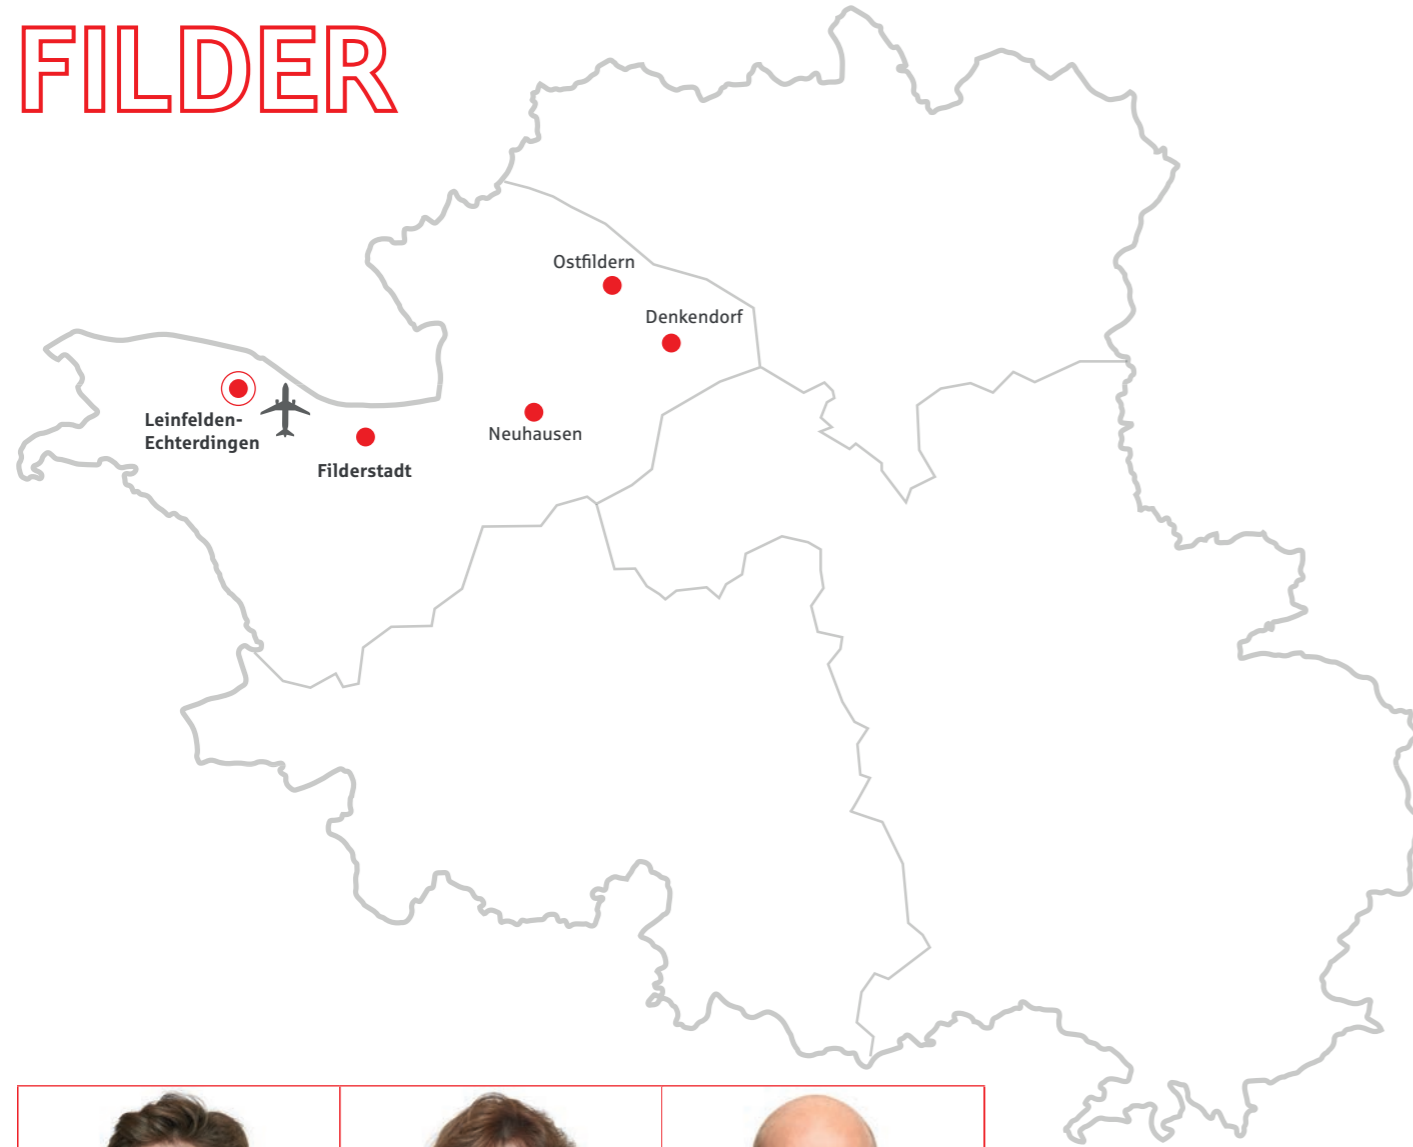 FILDER
Ostfildern
Denkendorf
Leinfelden-
Echterdingen
Neuhausen
Filderstadt